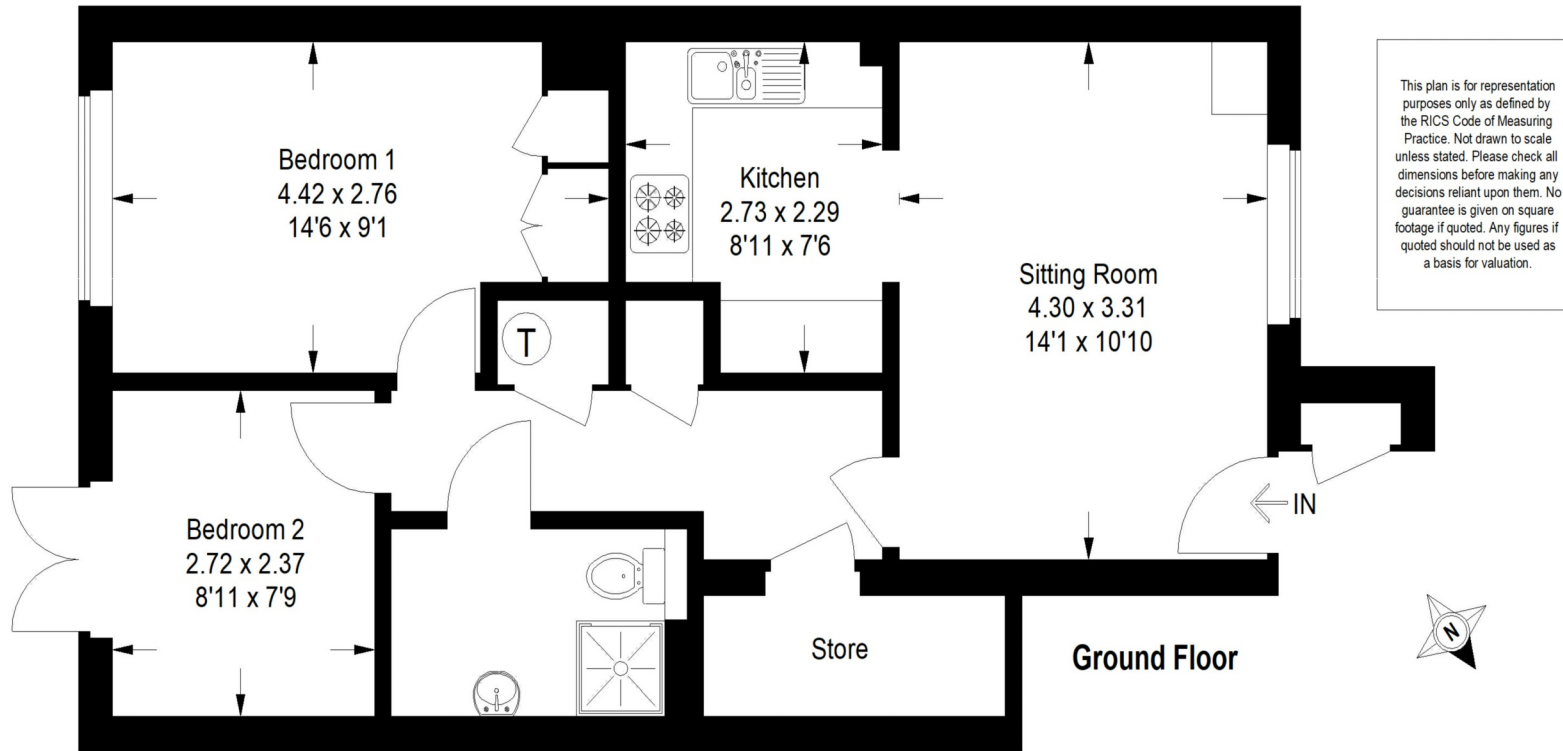 Bedroom 1
4.42 x 2.76
14'6 x 9'1
Kitchen
2.73 x 2.29
8'11 x 7'6
Sitting Room
4.30 x 3.31
14'1 x 10'10
This plan is for representation
purposes only as defined by
the RICS Code of Measuring
Practice. Not drawn to scale
unless stated. Please check all
dimensions before making any
decisions reliant upon them. No
guarantee is given on square
footage if quoted. Any figures if
quoted should not be used as
a basis for valuation.
T
IN
Bedroom 2
2.72 x 2.37
8'11 x 7'9
Store
Ground Floor
N